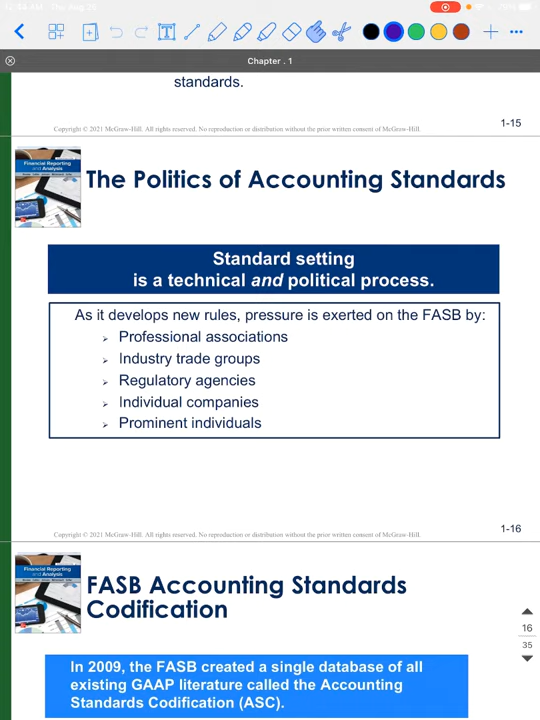 Chapter . 1
standards.
Copyright © 2021 McGraw-Hill. All rights reserved. No reproduction or distribution without the prior written consent of McGraw-Hill.
1-15
Financial Reporting
and Analysis
The Politics of Accounting Standards
Standard setting
is a technical and political process.
As it develops new rules, pressure is exerted on the FASB by:
➢ Professional associations
➢ Industry trade groups
➢ Regulatory agencies
➢ Individual companies
➢ Prominent individuals
Copyright © 2021 McGraw-Hill. All rights reserved. No reproduction or distribution without the prior written consent of McGraw-Hill.
1-16
Financial Reporting
and Analysis
FASB Accounting Standards
Codification
16
35
In 2009, the FASB created a single database of all
existing GAAP literature called the Accounting
Standards Codification (ASC).